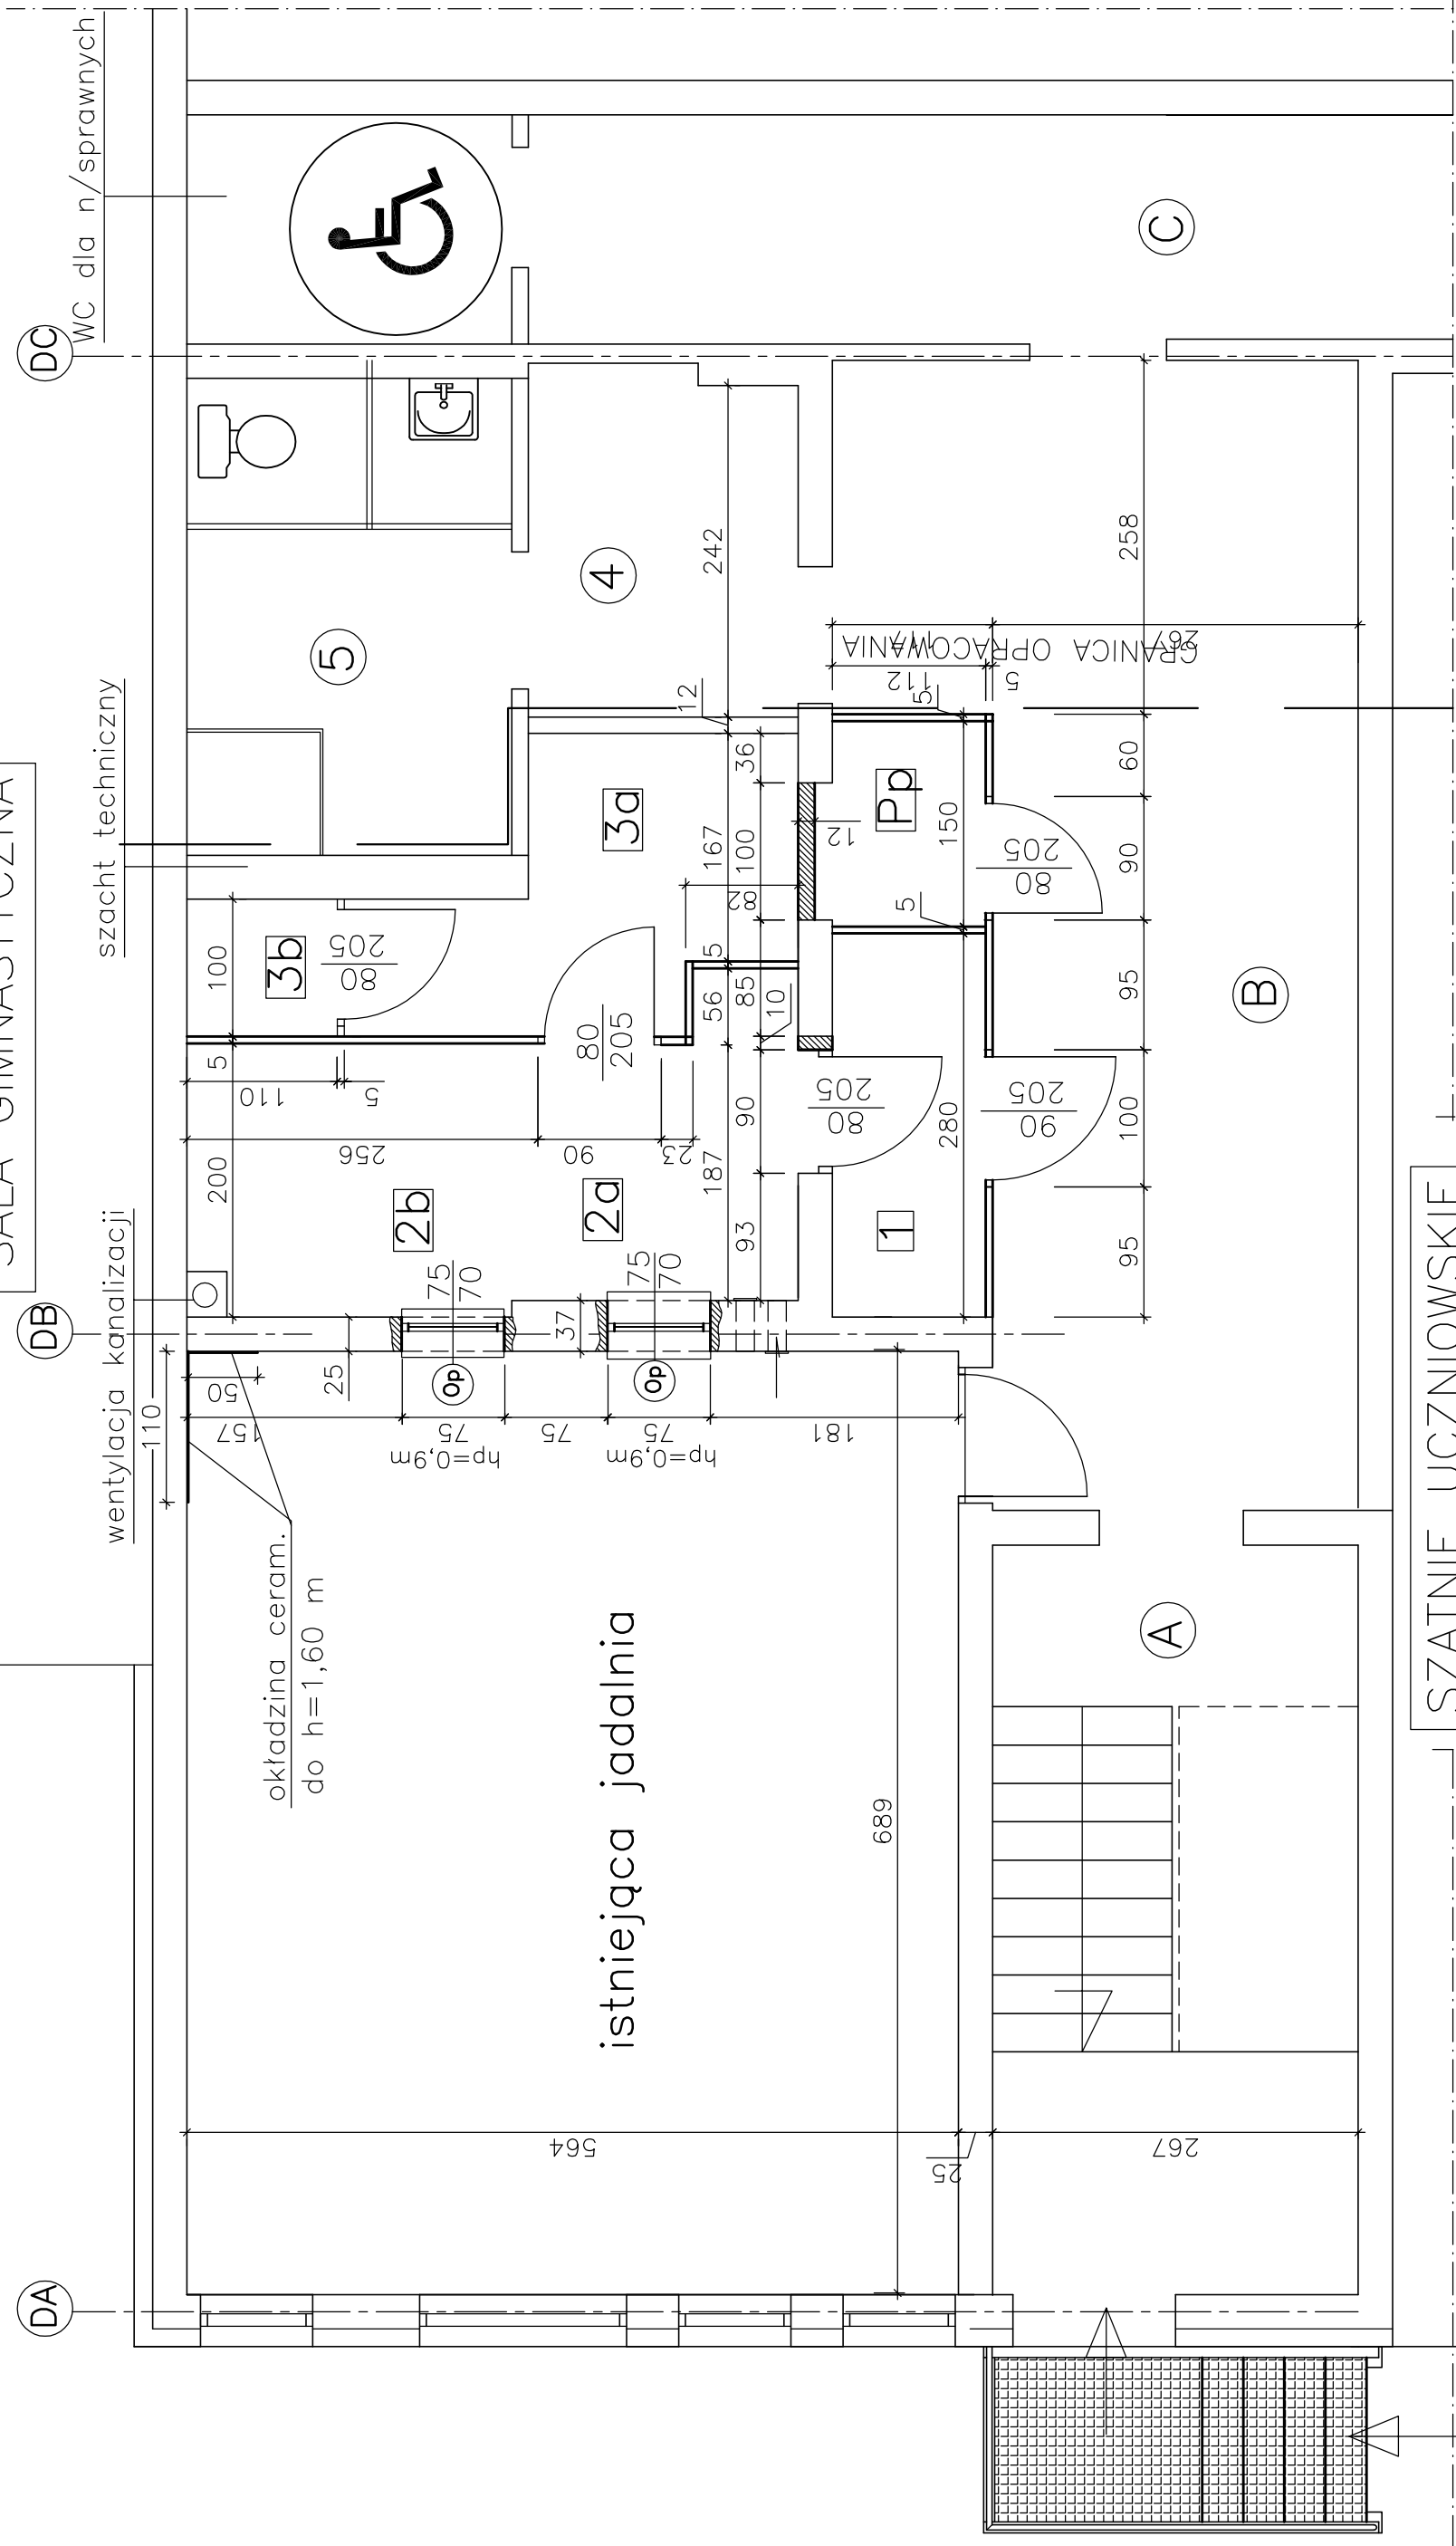 SALA GIMNASTYCZNA
DA
DB
DC
WC dla n/sprawnych
szacht techniczny
wentylacja kanalizacji
110
50
157
25
okładzina ceram.
do h=1,60 m
75
hp=0,9m
75
75
hp=0,9m
181
Op
Op
75
70
75
70
37
istniejąca jadalnia
689
564
25
267
200
5
100
110
5
256
90
23
2b
2a
3b
80
205
80
205
3a
5
4
12
242
187
56
5
167
82
93
90
10
85
100
36
12
1
80
205
280
5
150
5
Pp
90
205
80
205
112
117
5
267
GRANICA OPRACOWANIA
95
100
95
90
60
258
A
B
C
SZATNIE UCZNIOWSKIE